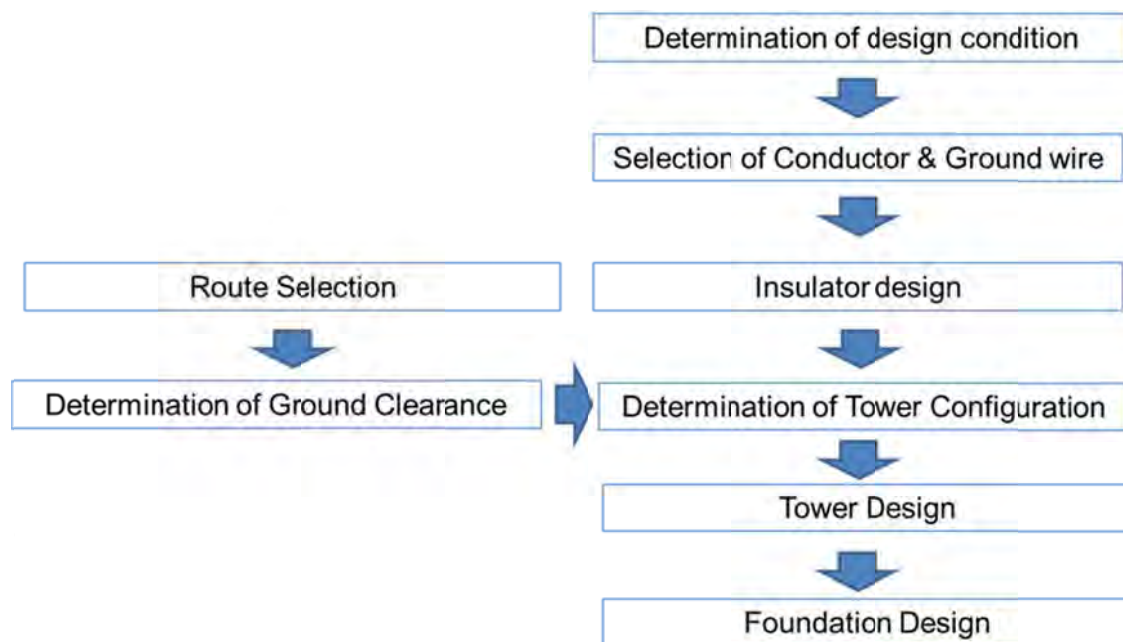 Determination of design condition
Selection of Conductor & Ground wire
Route Selection
Insulator design
Determination of Ground Clearance
Determination of Tower Configuration
Tower Design
Foundation Design